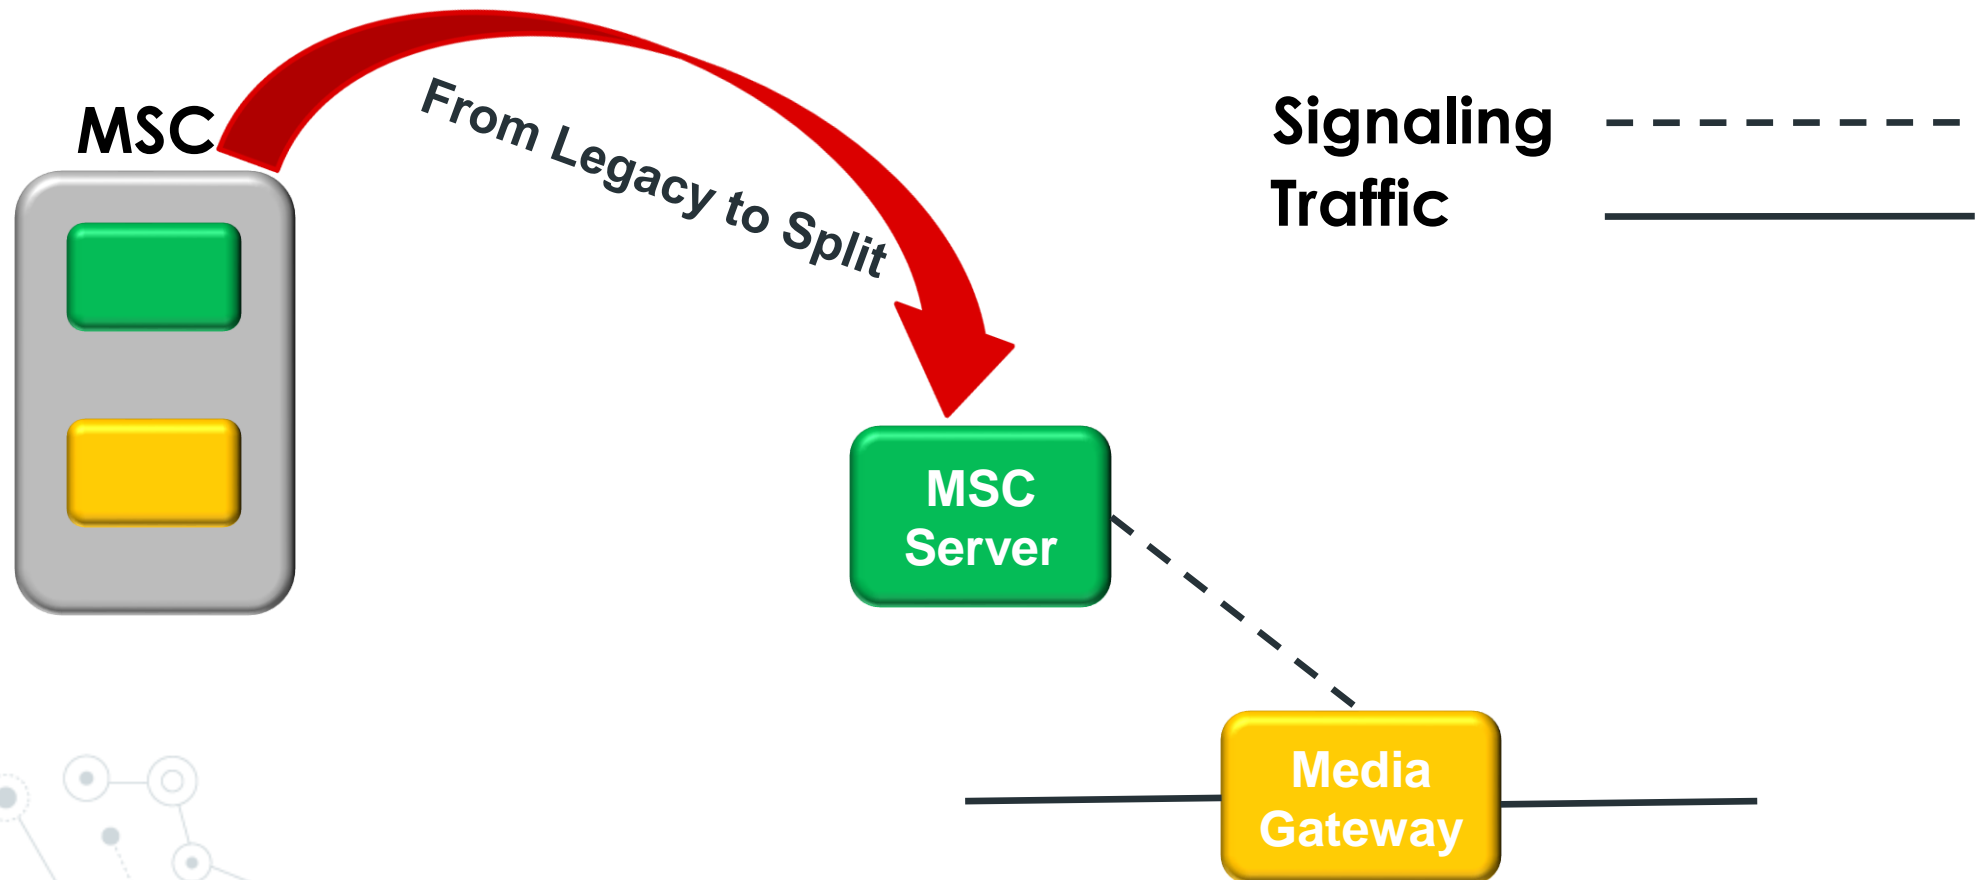 MSC
From Legacy to Split
Signaling
Traffic
MSC
Server
Media
Gateway